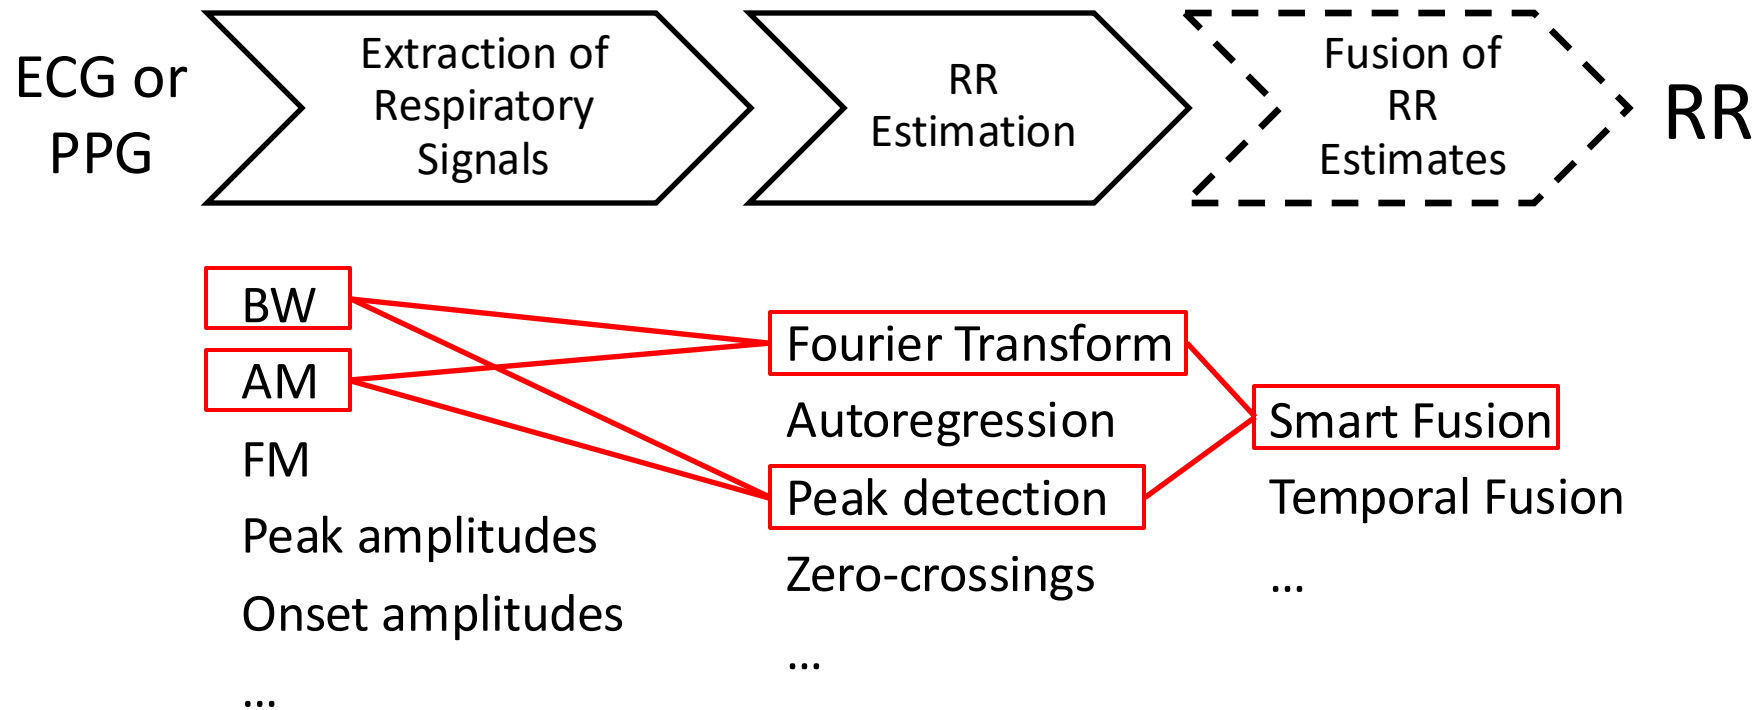 ECG or
PPG
Extraction of
Respiratory
Signals
RR
Estimation
Fusion of
RR
Estimates
RR
BW
AM
FM
Peak amplitudes
Onset amplitudes
...
Fourier Transform
Autoregression
Peak detection
Zero-crossings
...
Smart Fusion
Temporal Fusion
...